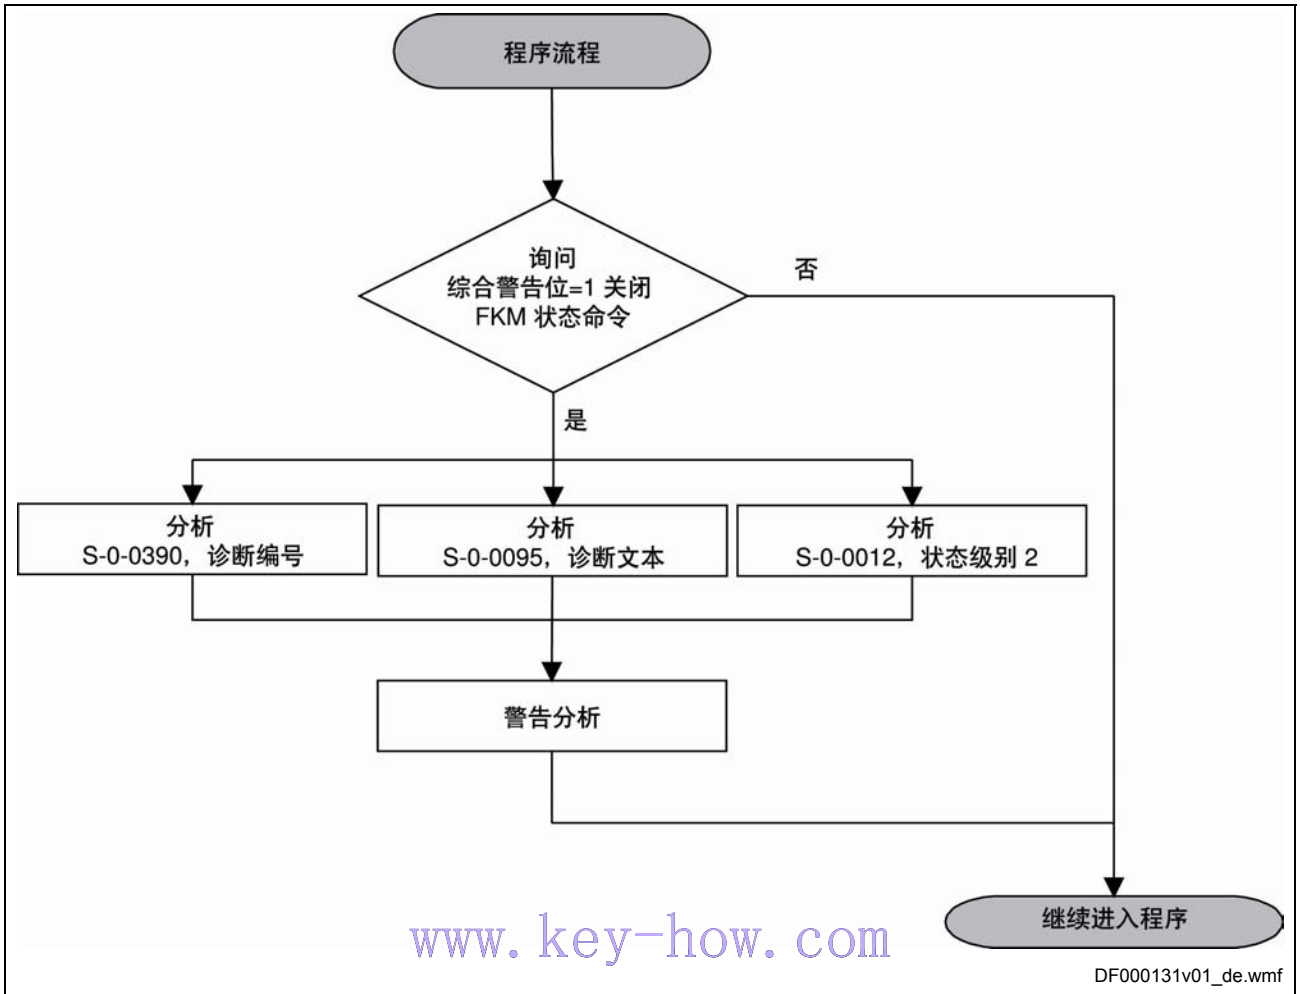 程序流程
询问
综合警告位=1 关闭
FKM 状态命令
否
是
分析
S-0-0390，诊断编号
分析
S-0-0095，诊断文本
分析
S-0-0012，状态级别 2
警告分析
继续进入程序
www.key-how.com
DF000131v01_de.wmf